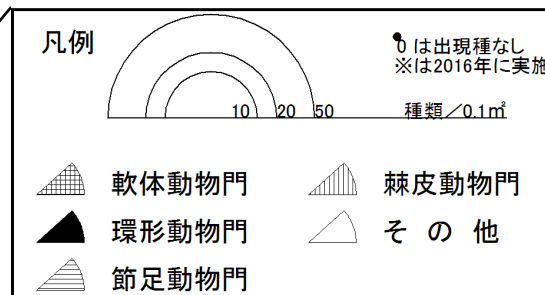 凡例
0 は出現種なし
※は2016年に実施
10 20 50 種類/0.1㎡
軟体動物門 棘皮動物門
環形動物門 その他
節足動物門